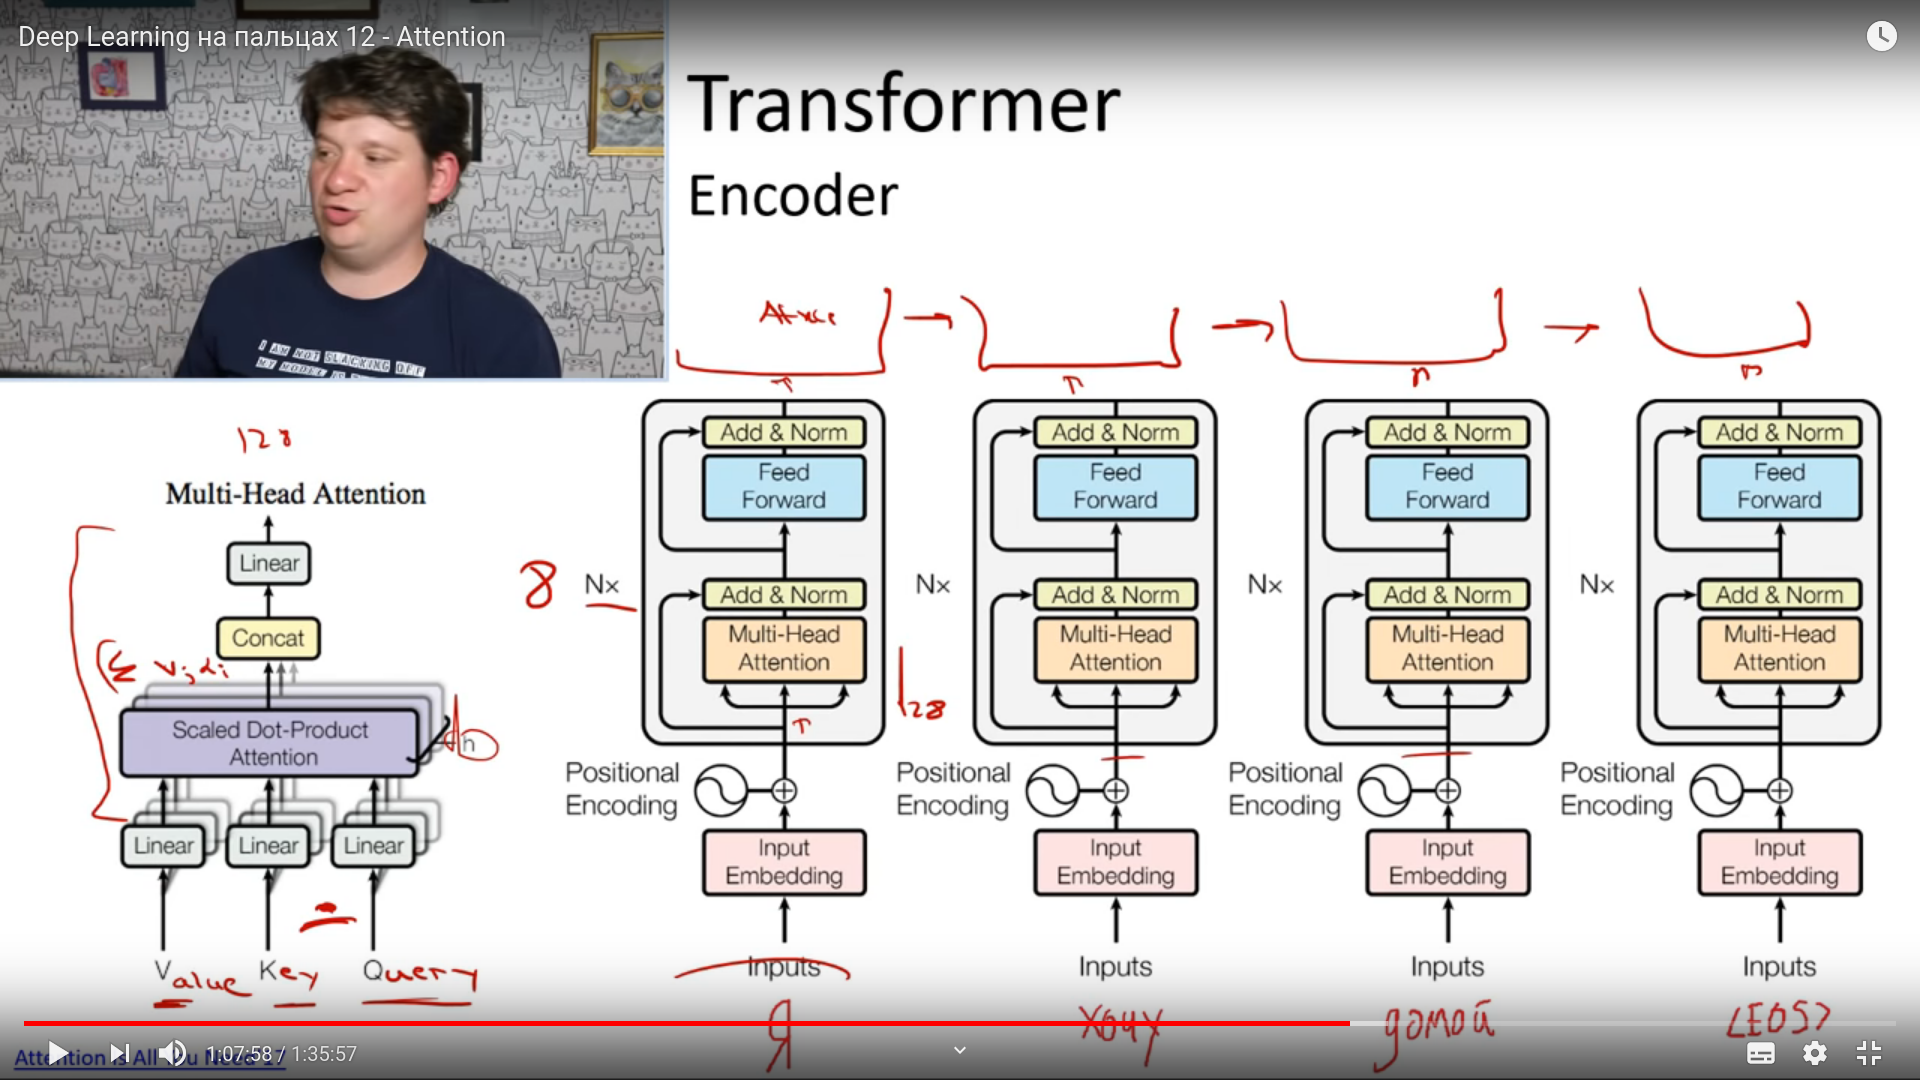 Deep Learning на пальцах 12 - Attention
Transformer
Encoder
I AM NOT SLACKING OFF
128
Multi-Head Attention
Linear
Concat
Scaled Dot-Product
Attention
h
Linear
Linear
Linear
Value
Key
Query
8
Nx
Add & Norm
Feed
Forward
Add & Norm
Multi-Head
Attention
128
Positional
Encoding
Input
Embedding
Inputs
Я
Nx
Add & Norm
Feed
Forward
Add & Norm
Multi-Head
Attention
Positional
Encoding
Input
Embedding
Inputs
хочу
Nx
Add & Norm
Feed
Forward
Add & Norm
Multi-Head
Attention
Positional
Encoding
Input
Embedding
Inputs
домой
Nx
Add & Norm
Feed
Forward
Add & Norm
Multi-Head
Attention
Positional
Encoding
Input
Embedding
Inputs
<EOS>
Attention Is All You Need 17
1:07:58 / 1:35:57